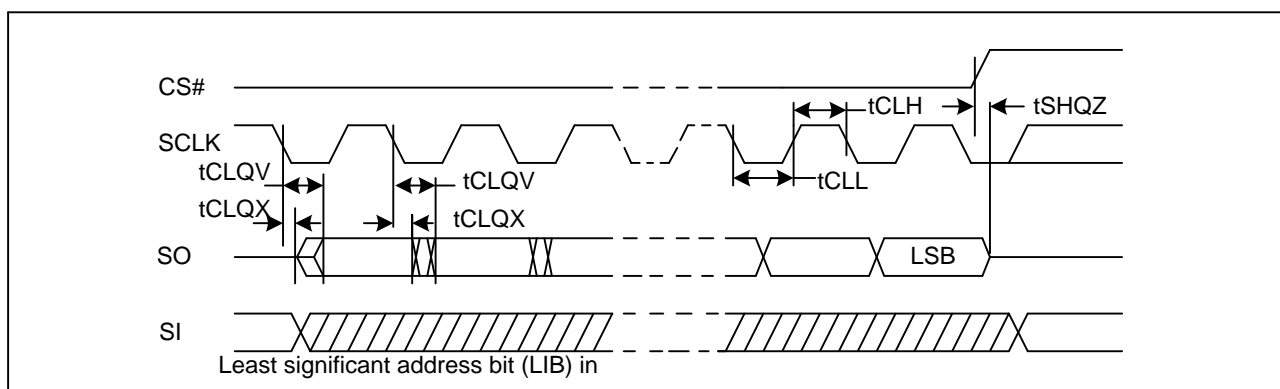 CS#
tCLH
tSHQZ
SCLK
tCLQV
tCLQV
tCLL
tCLQX
tCLQX
SO
LSB
SI
Least significant address bit (LIB) in